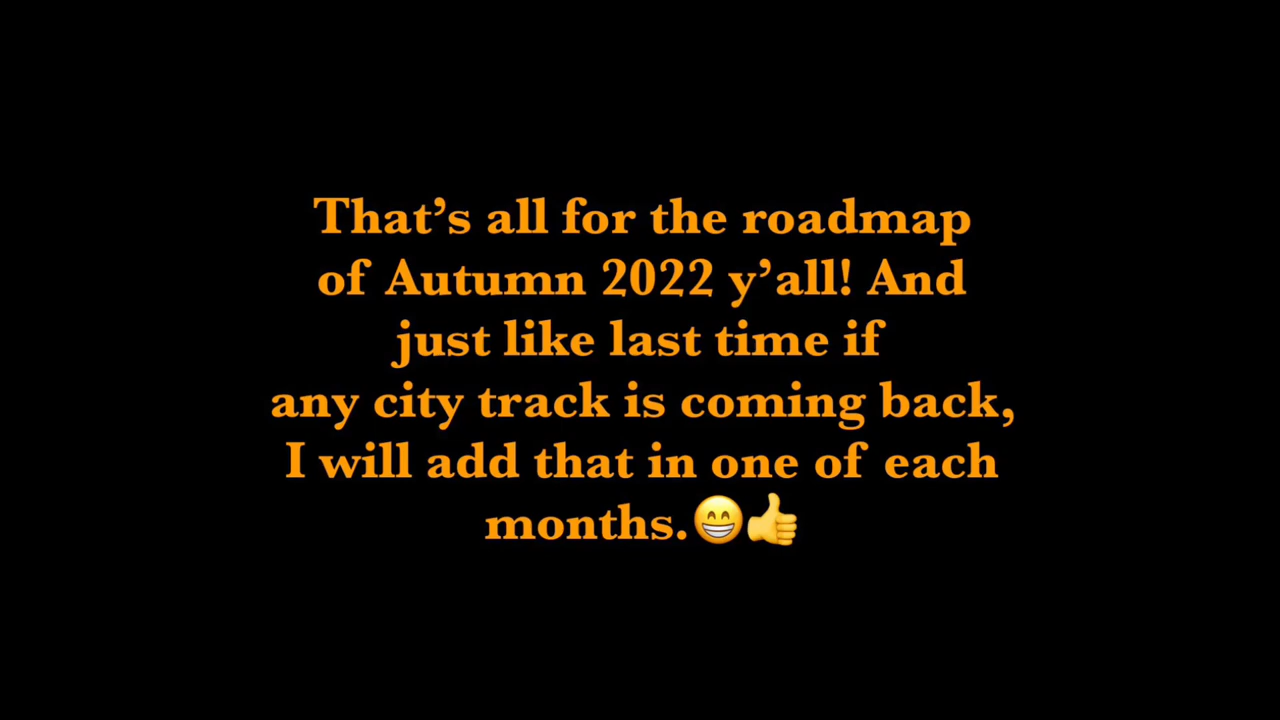 That’s all for the roadmap
of Autumn 2022 y’all! And
just like last time if
any city track is coming back,
I will add that in one of each
months.😁👍